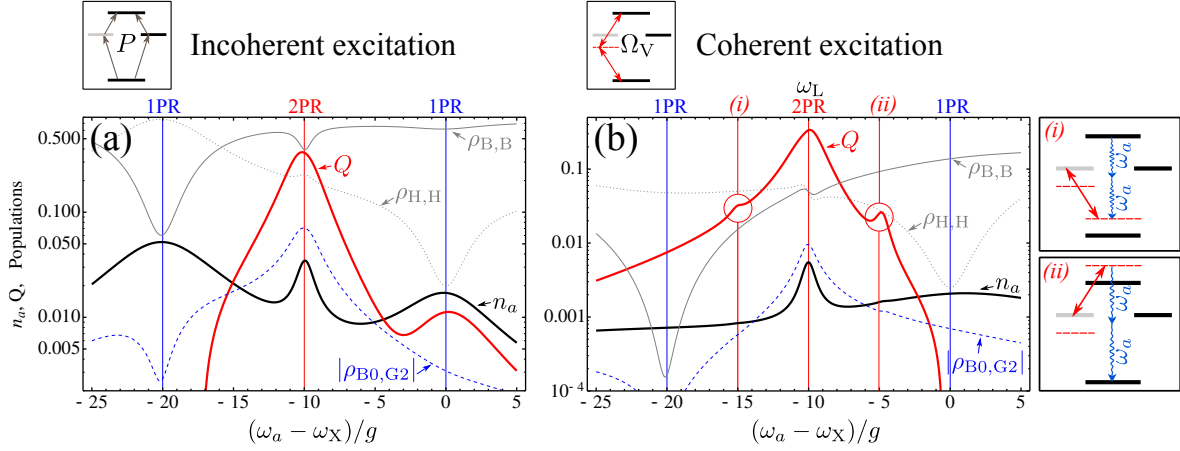 P
Incoherent excitation
Ω_V
Coherent excitation
1PR
2PR
1PR
(a)
ρ_B,B
Q
ρ_H,H
n_a
|ρ_B0,G2|
n_a, Q, Populations
0.500
0.100
0.050
0.010
0.005
- 25
- 20
- 15
- 10
- 5
0
5
(ω_a − ω_X)/g
ω_L
1PR
(i)
2PR
(ii)
1PR
(b)
Q
ρ_B,B
ρ_H,H
n_a
|ρ_B0,G2|
0.1
0.01
0.001
10^-4
- 25
- 20
- 15
- 10
- 5
0
5
(ω_a − ω_X)/g
(i)
ω_a
ω_a
(ii)
ω_a
ω_a